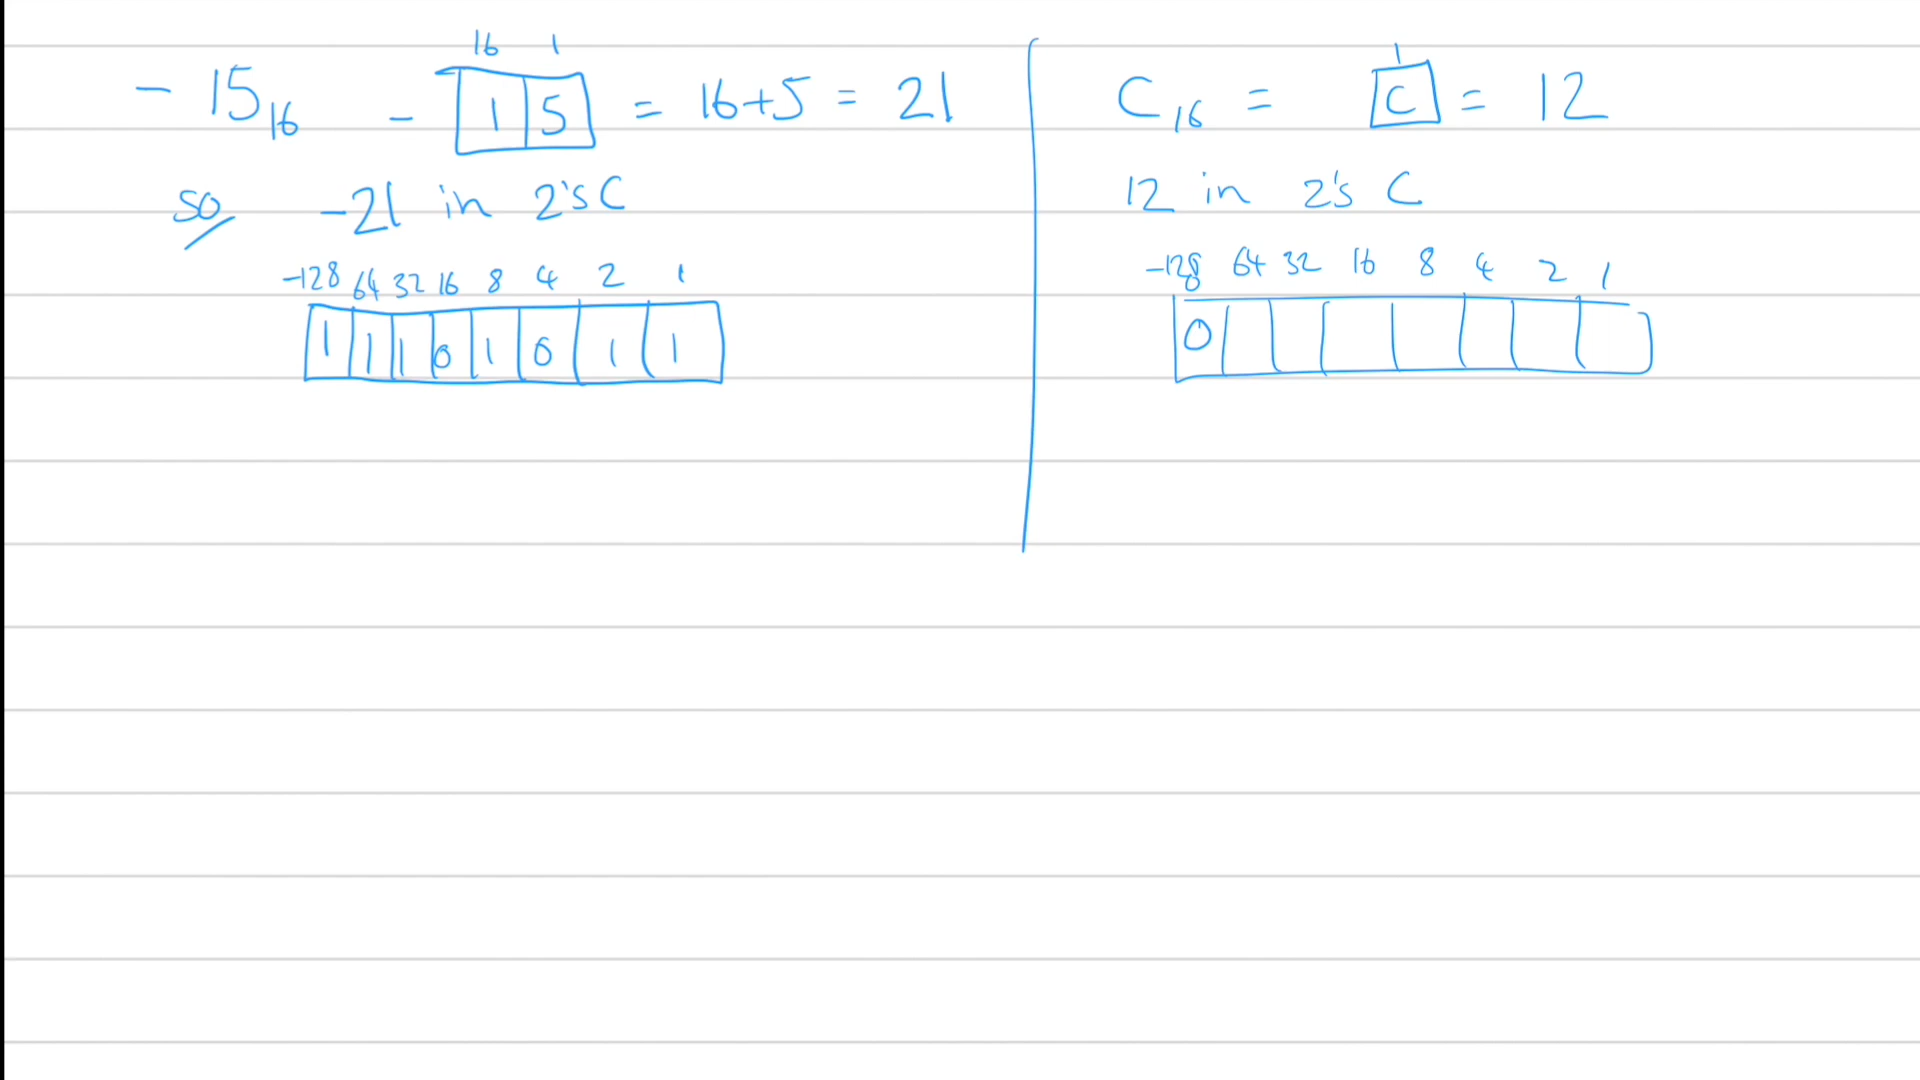 16 1
- 15₁₆ - 1 5 = 16+5 = 21
so -21 in 2's C
-128 64 32 16 8 4 2 1
1 1 1 0 1 0 1 1
1
C₁₆ = C = 12
12 in 2's C
-128 64 32 16 8 4 2 1
0